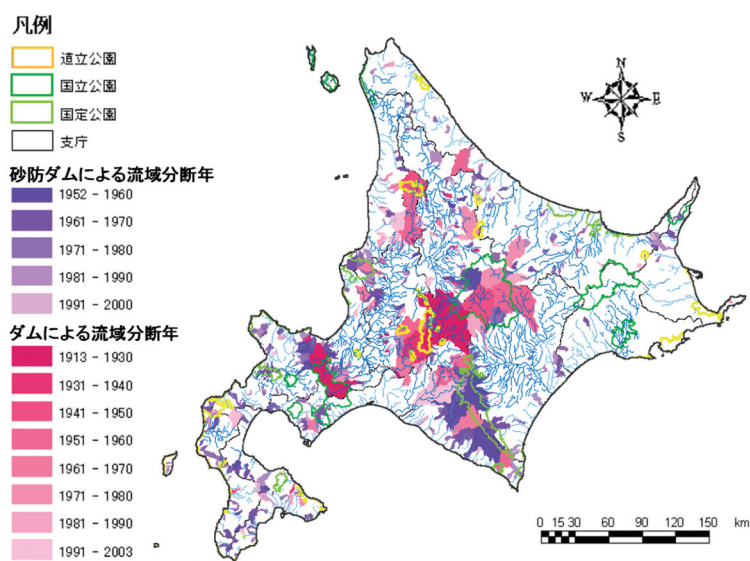 凡例
道立公園
国立公園
国定公園
支庁
砂防ダムによる流域分断年
1952 - 1960
1961 - 1970
1971 - 1980
1981 - 1990
1991 - 2000
ダムによる流域分断年
1913 - 1930
1931 - 1940
1941 - 1950
1951 - 1960
1961 - 1970
1971 - 1980
1981 - 1990
1991 - 2003
N
W E
S
0 15 30 60 90 120 150 km